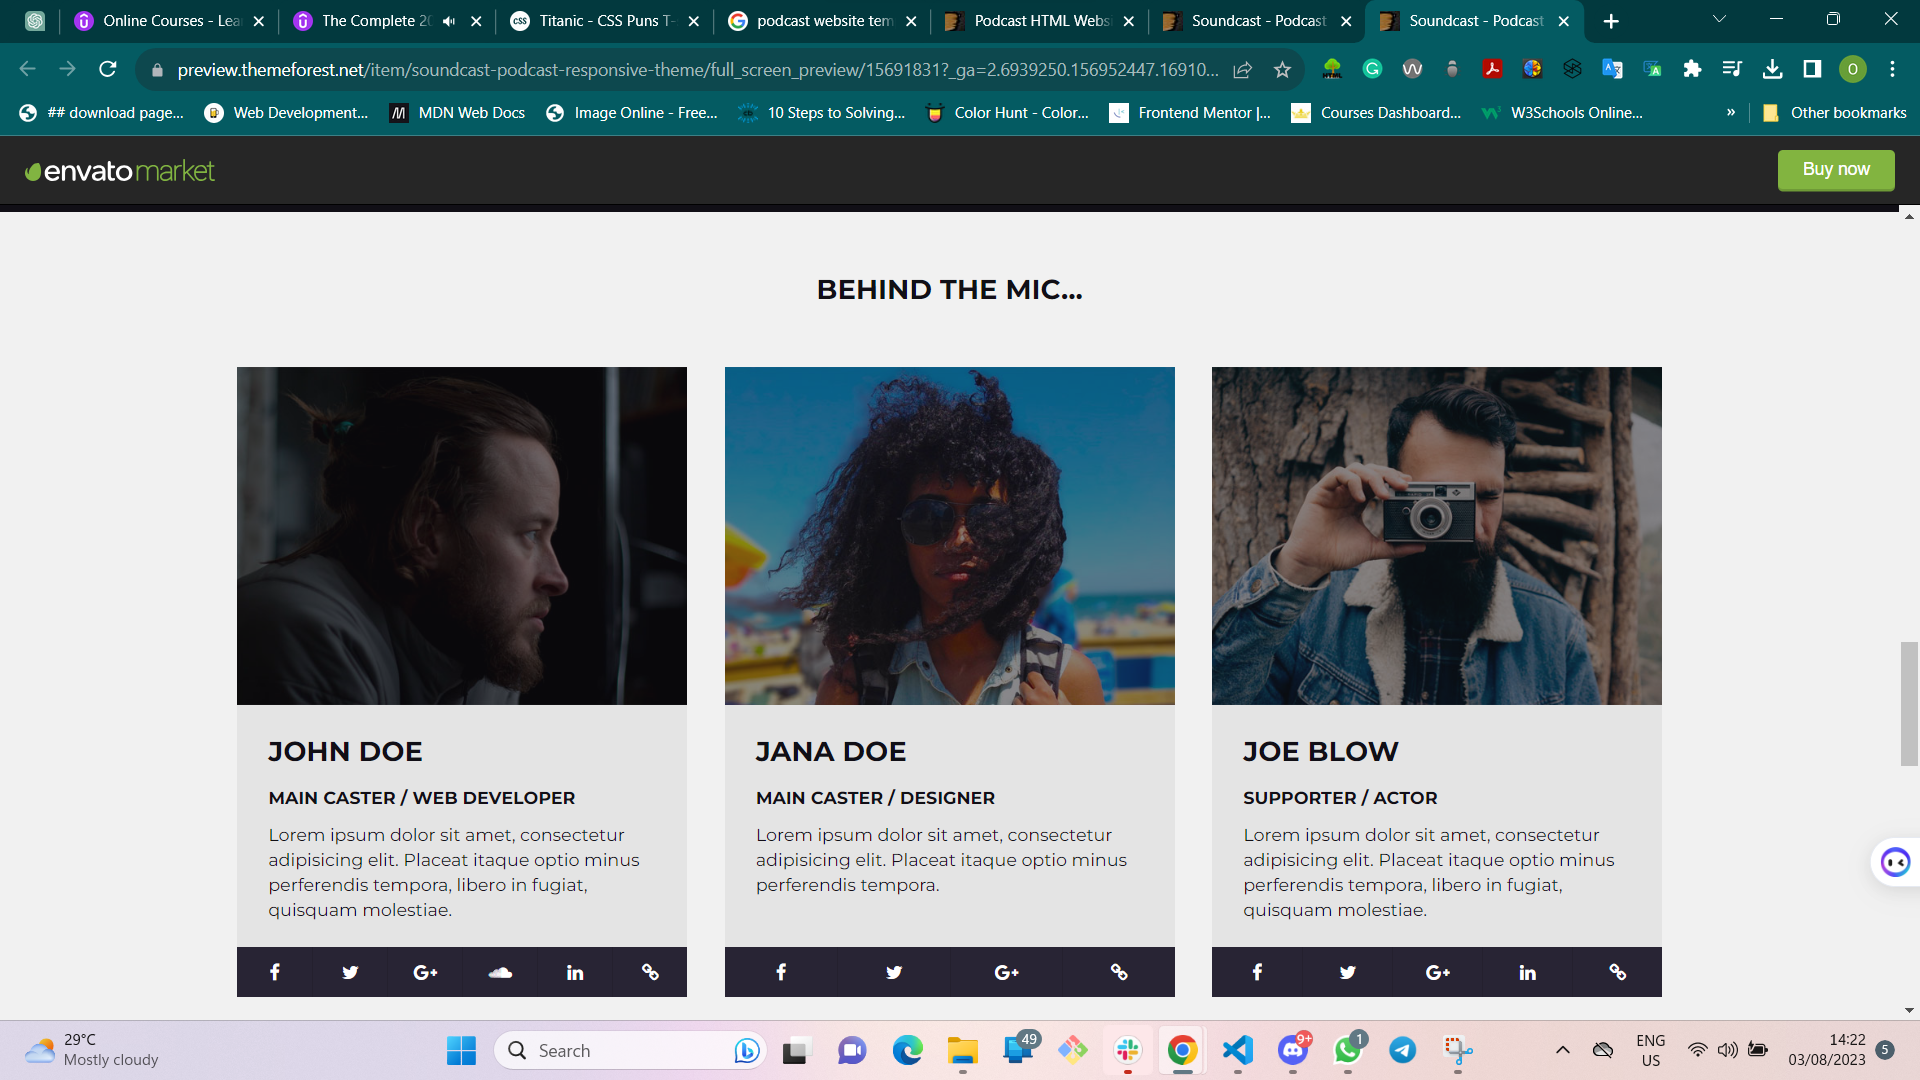 Online Courses - Lea
The Complete 20
Titanic - CSS Puns T-
podcast website tem
Podcast HTML Webs
Soundcast - Podcast
Soundcast - Podcast
preview.themeforest.net/item/soundcast-podcast-responsive-theme/full_screen_preview/15691831?_ga=2.6939250.156952447.16910...
O
## download page...
Web Development...
MDN Web Docs
Image Online - Free...
10 Steps to Solving...
Color Hunt - Color...
Frontend Mentor |...
Courses Dashboard...
W3Schools Online...
»
Other bookmarks
envato market
Buy now
BEHIND THE MIC...
JOHN DOE
MAIN CASTER / WEB DEVELOPER
Lorem ipsum dolor sit amet, consectetur
adipisicing elit. Placeat itaque optio minus
perferendis tempora, libero in fugiat,
quisquam molestiae.
JANA DOE
MAIN CASTER / DESIGNER
Lorem ipsum dolor sit amet, consectetur
adipisicing elit. Placeat itaque optio minus
perferendis tempora.
JOE BLOW
SUPPORTER / ACTOR
Lorem ipsum dolor sit amet, consectetur
adipisicing elit. Placeat itaque optio minus
perferendis tempora, libero in fugiat,
quisquam molestiae.
29°C
Mostly cloudy
Search
49
9+
1
ENG
US
14:22
03/08/2023
5